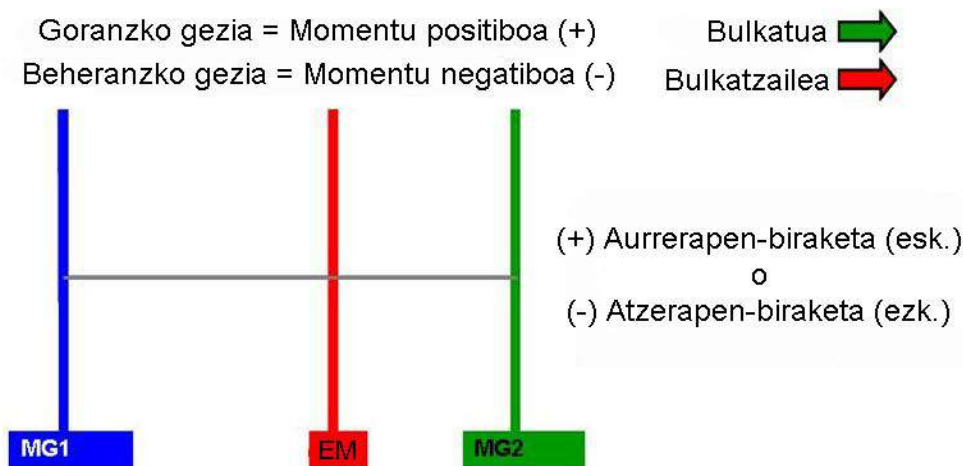 Goranzko gezia = Momentu positiboa (+)
Beheranzko gezia = Momentu negatiboa (-)
Bulkatua
Bulkatzailea
(+) Aurrerapen-biraketa (esk.)
o
(-) Atzerapen-biraketa (ezk.)
MG1
EM
MG2